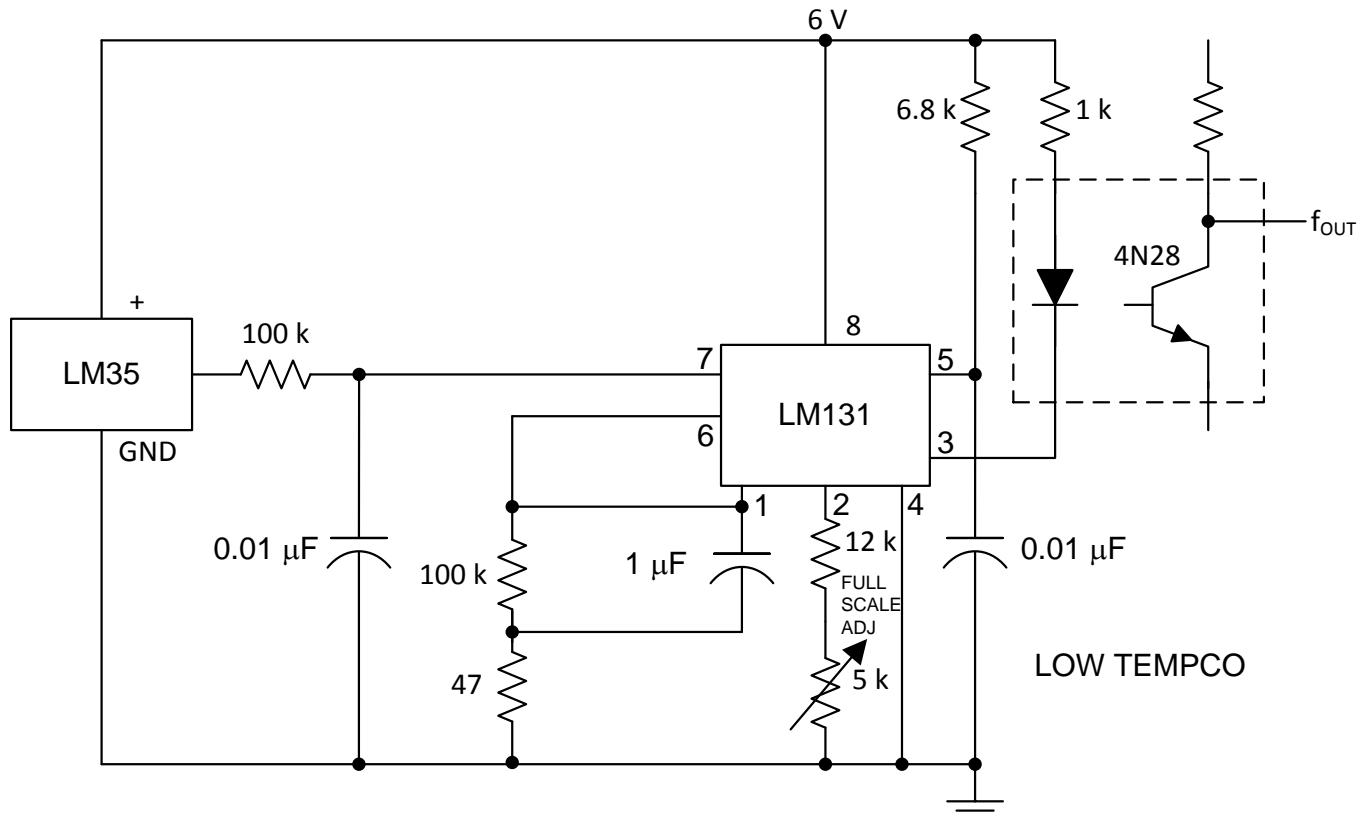 6 V
6.8 k
1 k
f_OUT
4N28
+
100 k
8
LM35
7
5
LM131
GND
6
3
1
2
4
0.01 μF
12 k
0.01 μF
100 k
1 μF
FULL
SCALE
ADJ
47
5 k
LOW TEMPCO